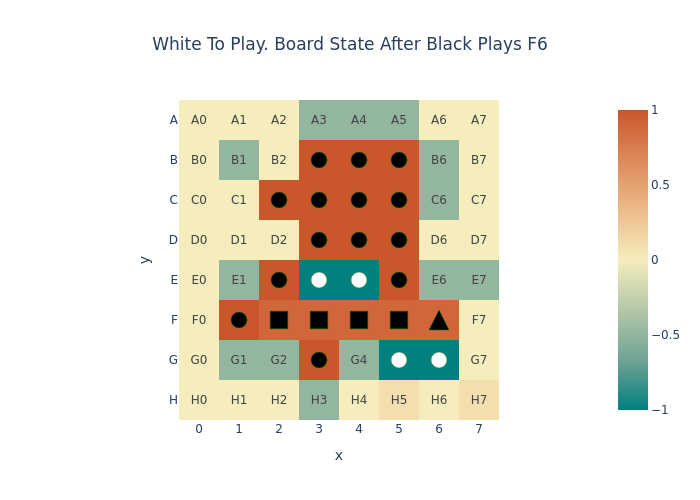 White To Play. Board State After Black Plays F6
A A0 A1 A2 A3 A4 A5 A6 A7
B B0 B1 B2 B6 B7
C C0 C1 C6 C7
D D0 D1 D2 D6 D7
E E0 E1 E6 E7
F F0 F7
G G0 G1 G2 G4 G7
H H0 H1 H2 H3 H4 H5 H6 H7
0 1 2 3 4 5 6 7
x
y
1
0.5
0
−0.5
−1